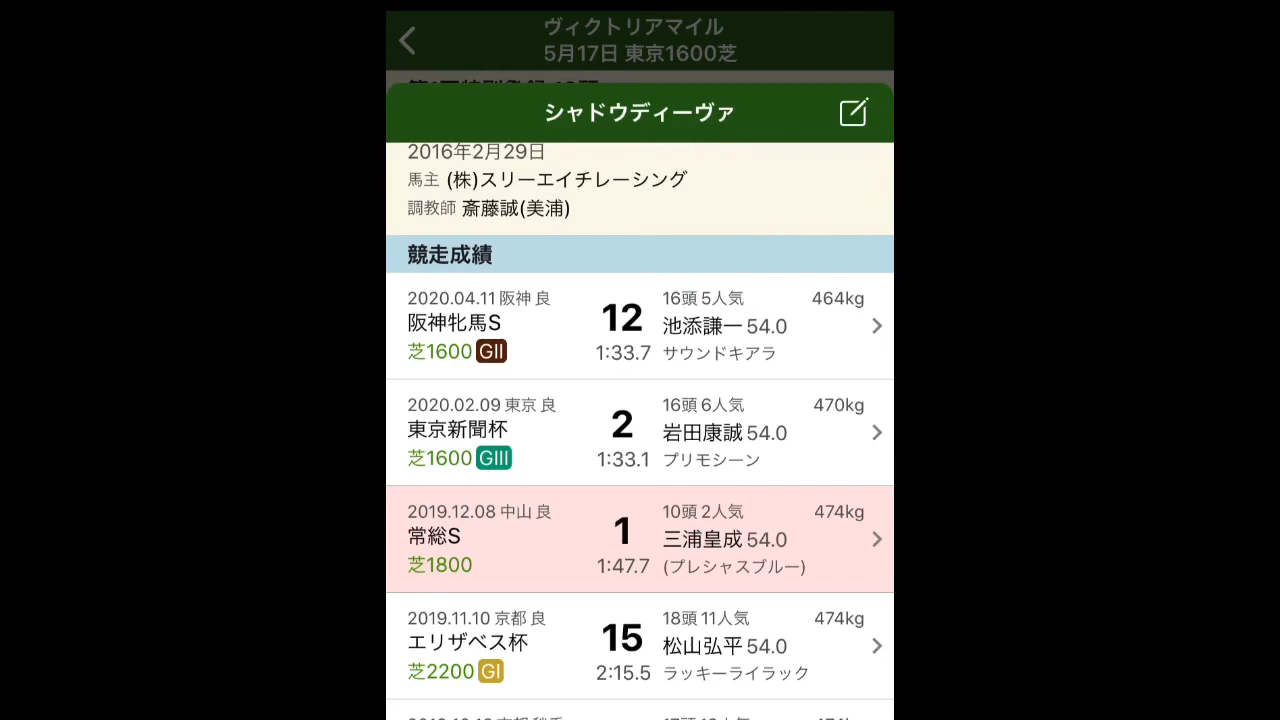 ヴィクトリアマイル
5月17日 東京1600芝
シャドウディーヴァ
2016年2月29日
馬主 (株)スリーエイチレーシング
調教師 斎藤誠(美浦)
競走成績
2020.04.11 阪神 良
阪神牝馬S
芝1600 GII
12
1:33.7
16頭 5人気 464kg
池添謙一 54.0
サウンドキアラ
2020.02.09 東京 良
東京新聞杯
芝1600 GIII
2
1:33.1
16頭 6人気 470kg
岩田康誠 54.0
プリモシーン
2019.12.08 中山 良
常総S
芝1800
1
1:47.7
10頭 2人気 474kg
三浦皇成 54.0
(プレシャスブルー)
2019.11.10 京都 良
エリザベス杯
芝2200 GI
15
2:15.5
18頭 11人気 474kg
松山弘平 54.0
ラッキーライラック